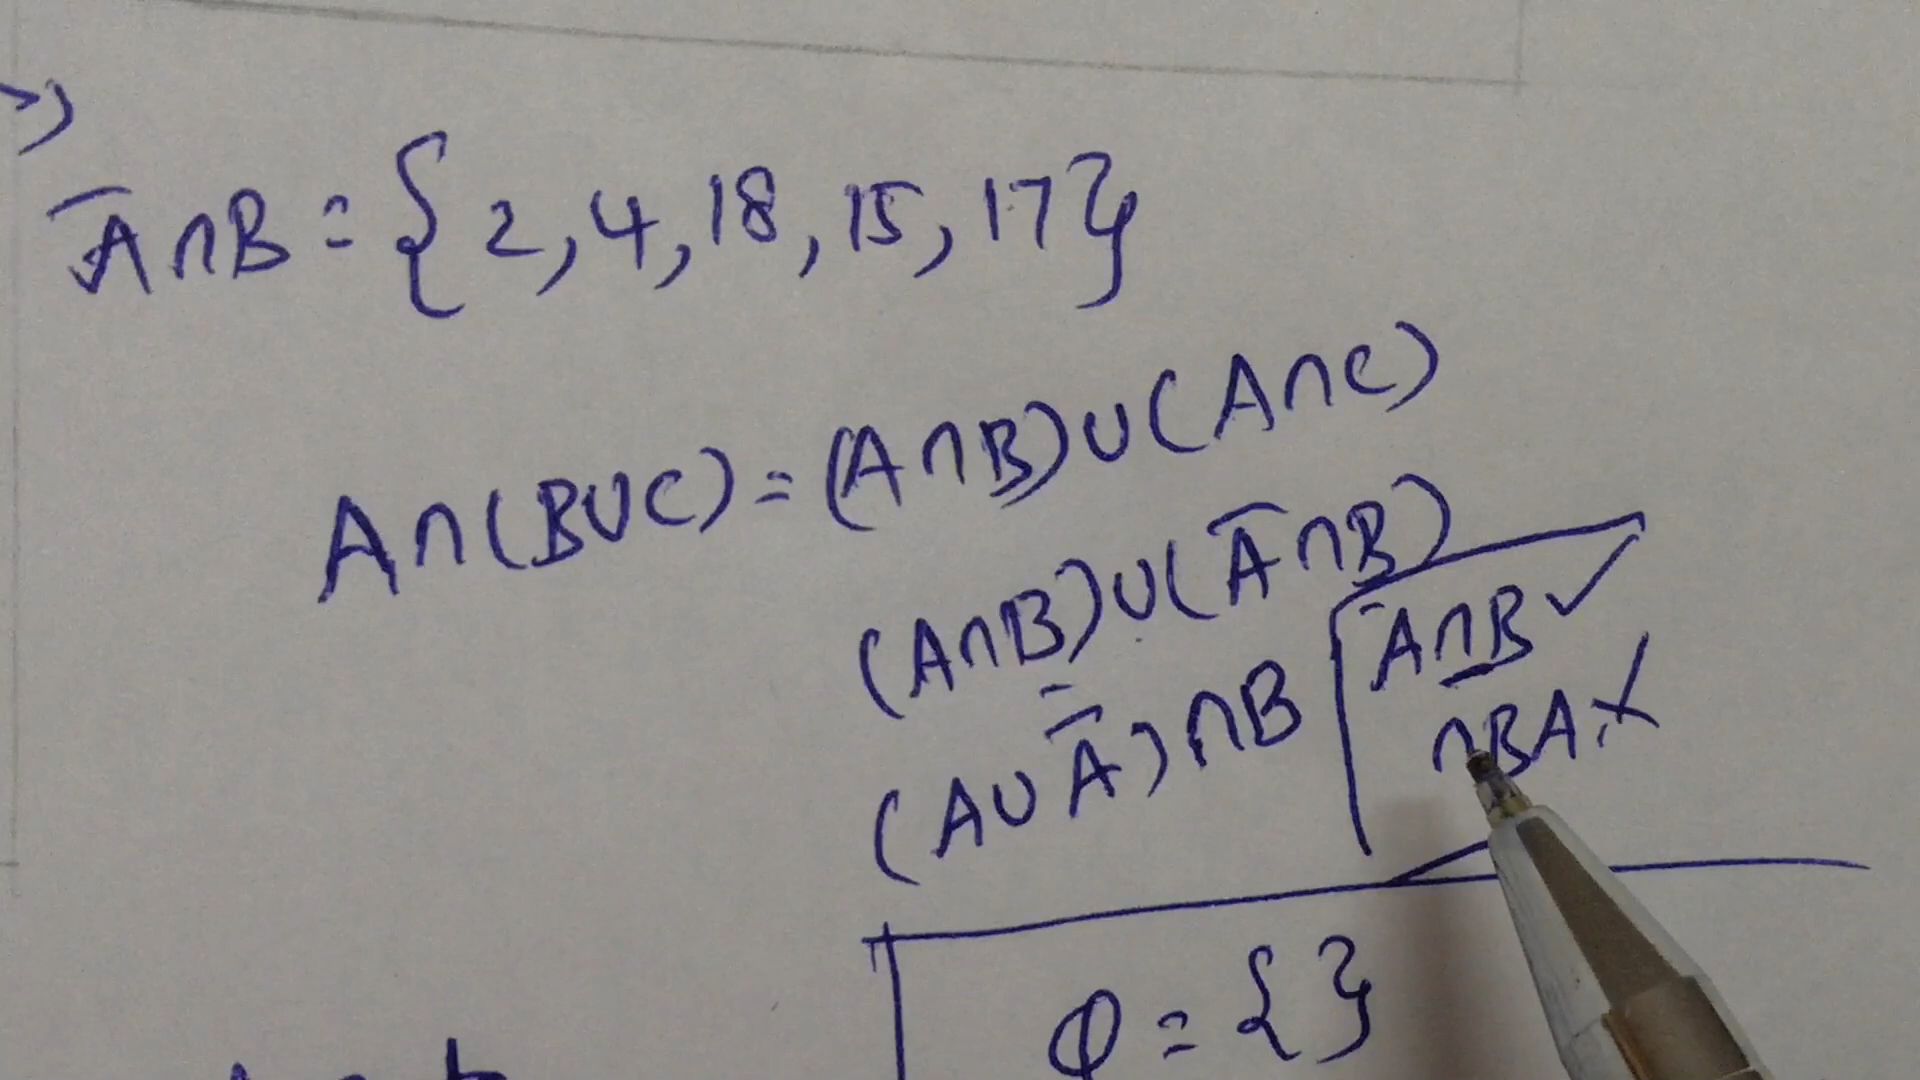 A̅∩B = {2, 4, 18, 15, 17}
A∩(B∪C) = (A∩B)∪(A∩C)
(A∩B)∪(A̅∩B)
(A∪A̅)∩B
A̅∩B ✓
∩BA ✗
Φ = { }